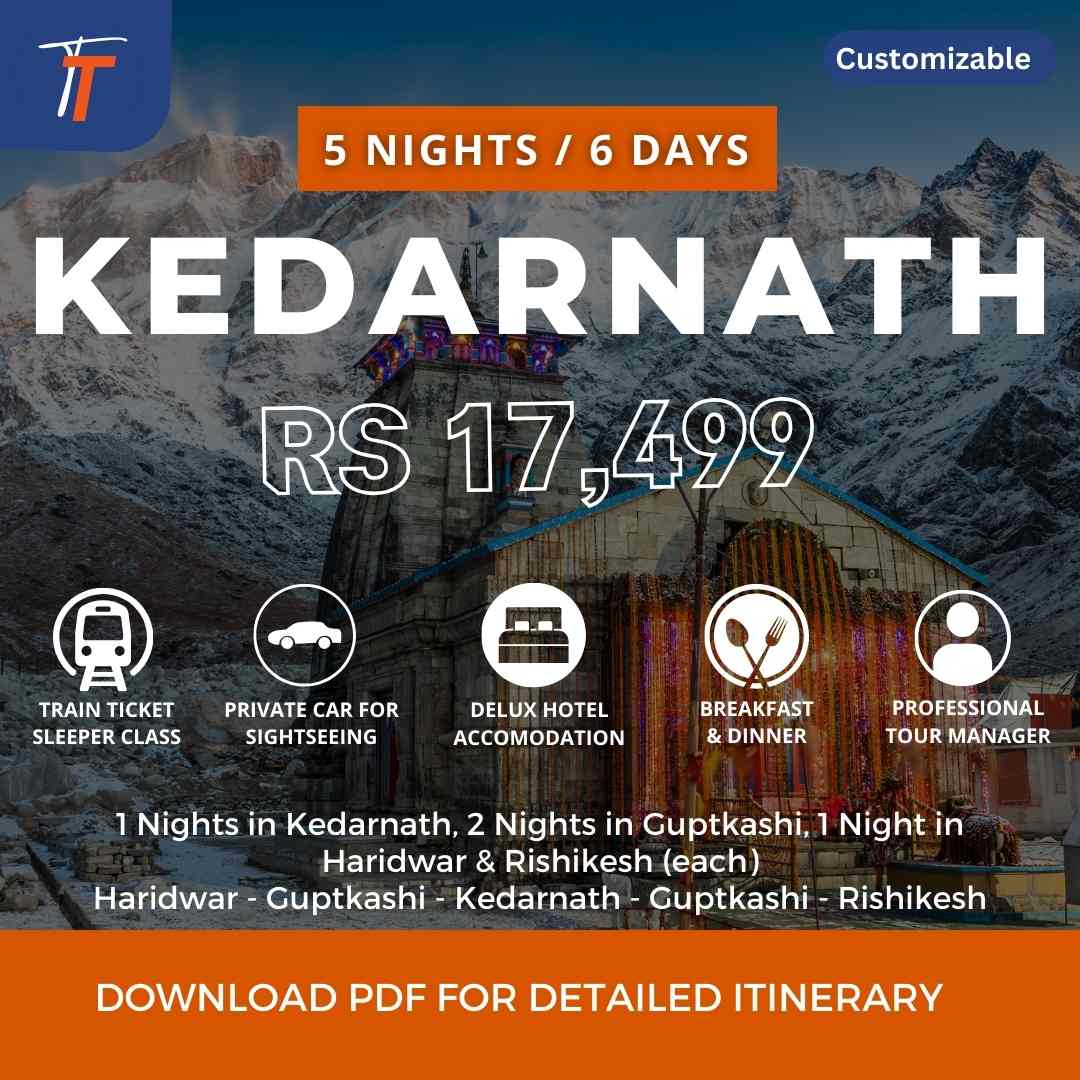 TT
Customizable
5 NIGHTS / 6 DAYS
KEDARNATH
RS 17,499
TRAIN TICKET
SLEEPER CLASS
PRIVATE CAR FOR
SIGHTSEEING
DELUX HOTEL
ACCOMODATION
BREAKFAST
& DINNER
PROFESSIONAL
TOUR MANAGER
1 Nights in Kedarnath, 2 Nights in Guptkashi, 1 Night in
Haridwar & Rishikesh (each)
Haridwar - Guptkashi - Kedarnath - Guptkashi - Rishikesh
DOWNLOAD PDF FOR DETAILED ITINERARY